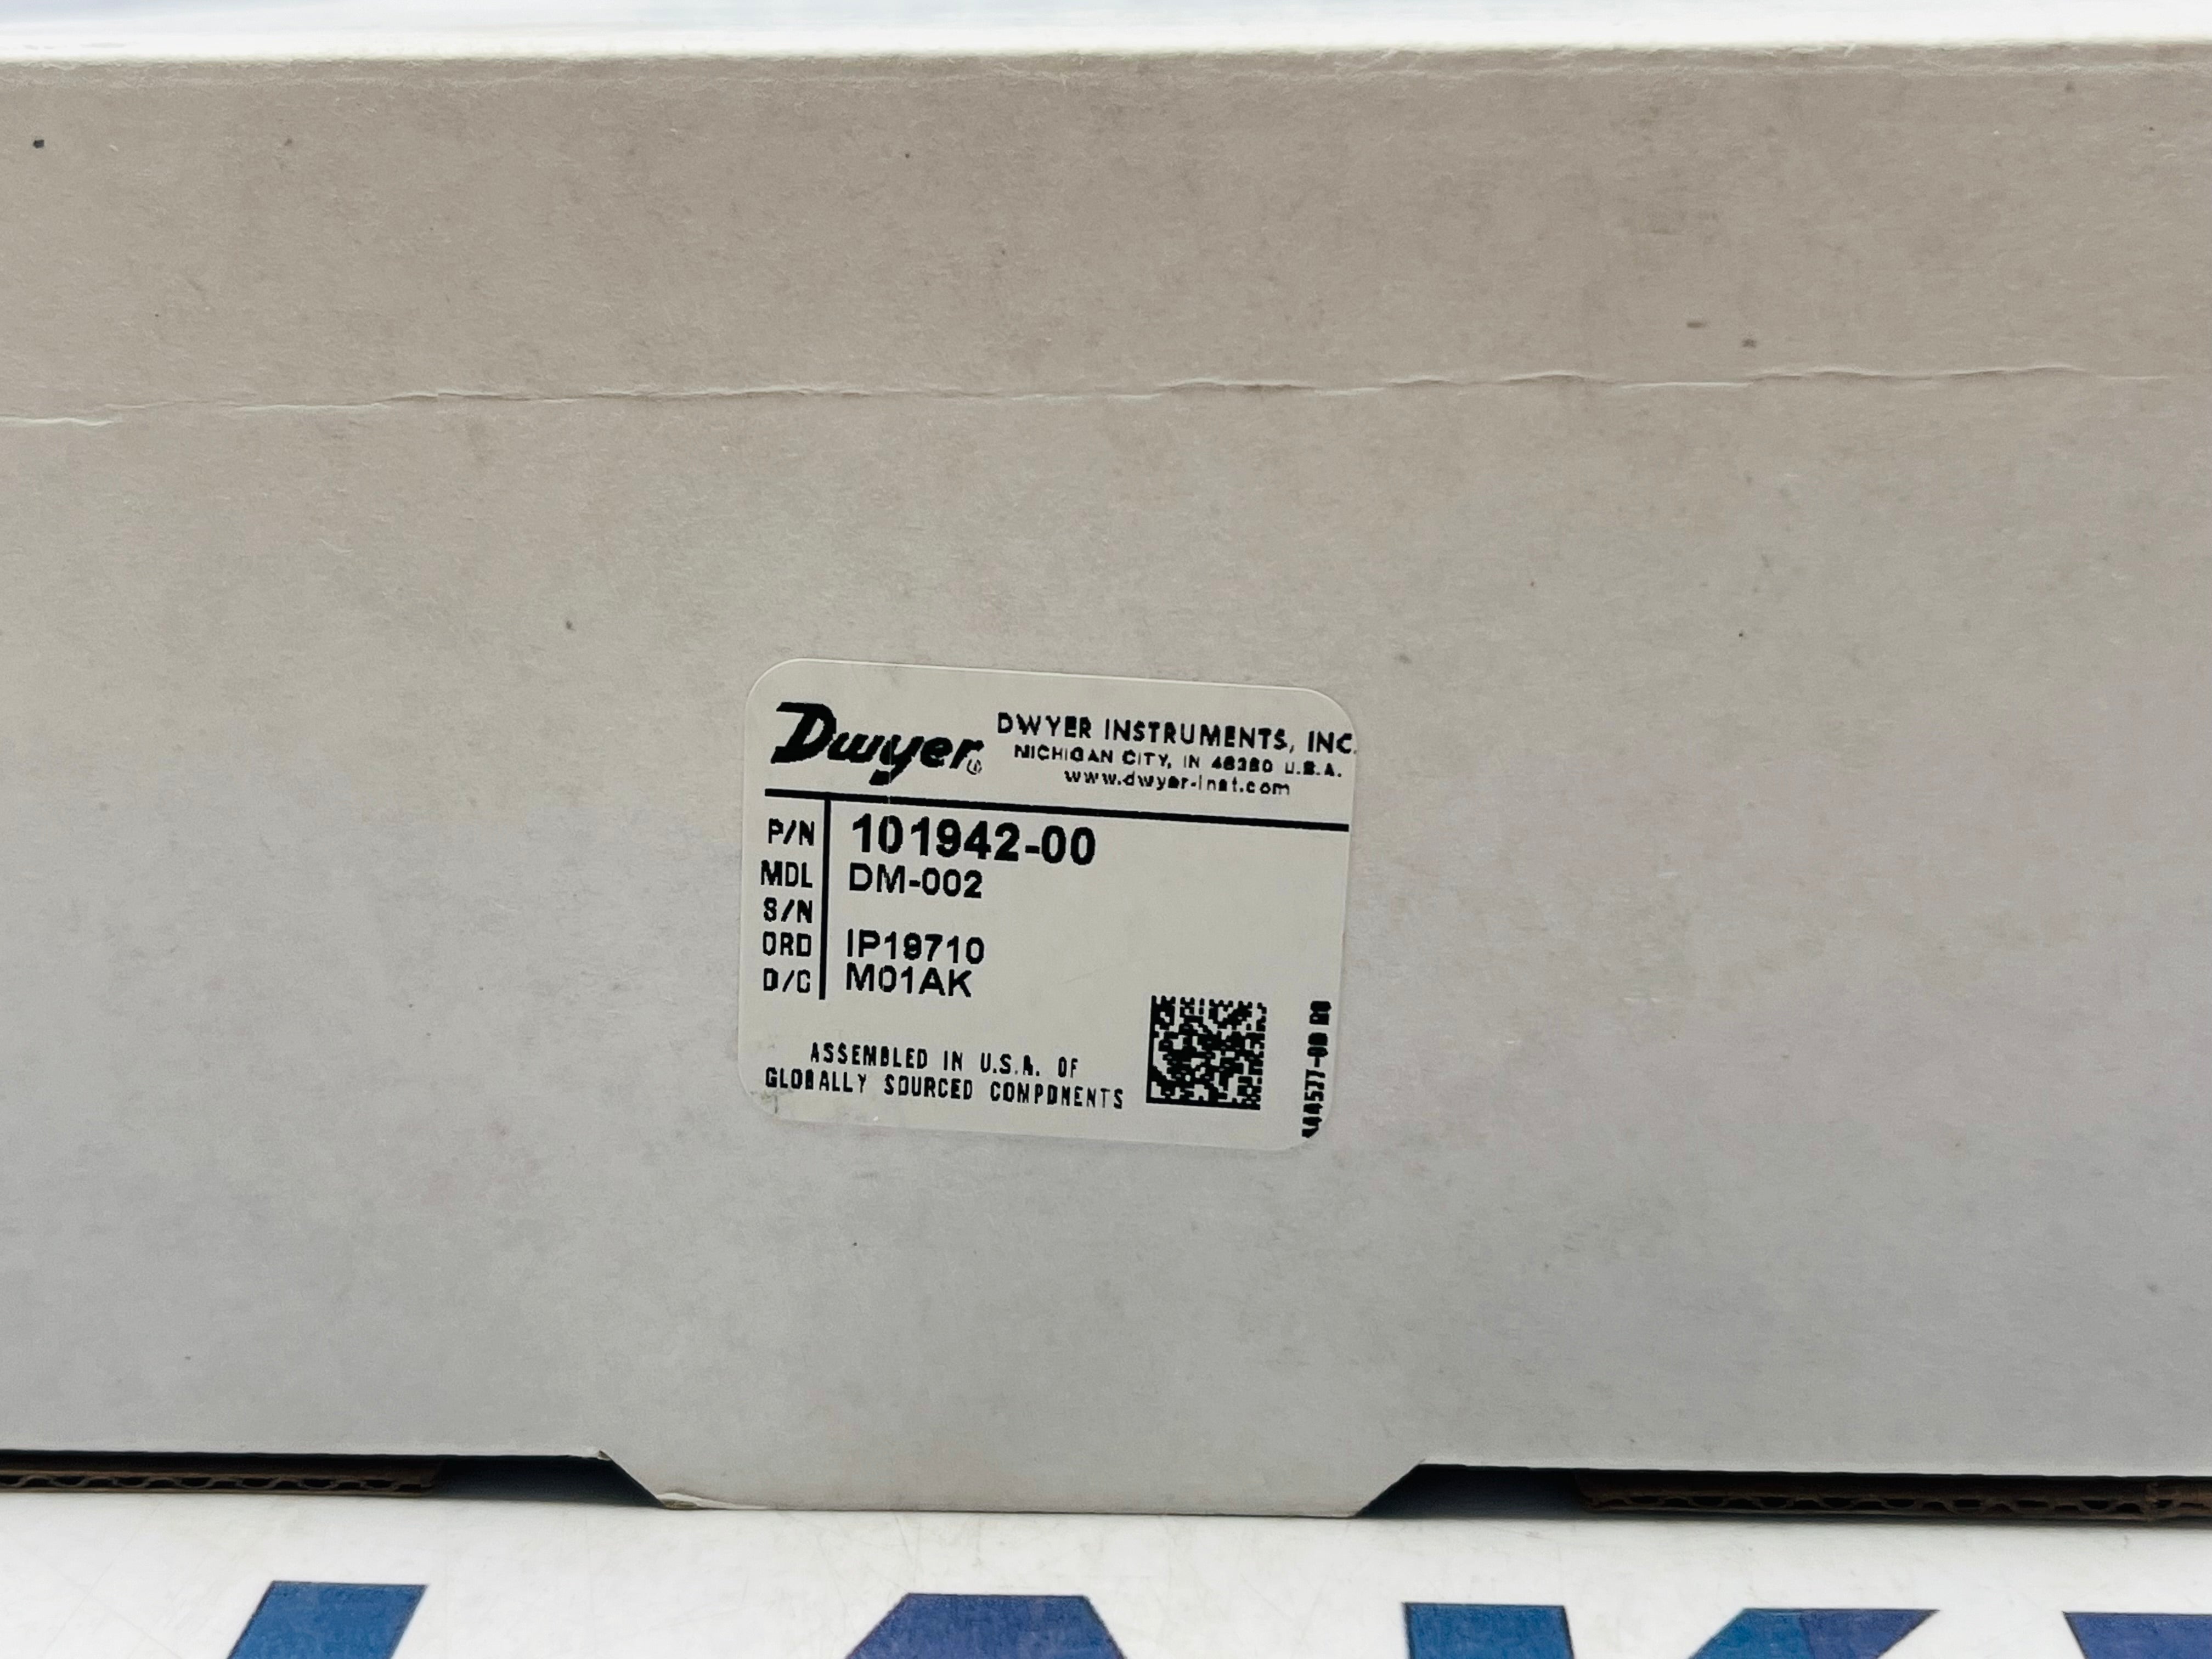 Dwyer
DWYER INSTRUMENTS, INC.
MICHIGAN CITY, IN 46360 U.S.A.
www.dwyer-inst.com
P/N 101942-00
MDL DM-002
S/N
ORD IP19710
D/C M01AK
ASSEMBLED IN U.S.A. OF
GLOBALLY SOURCED COMPONENTS